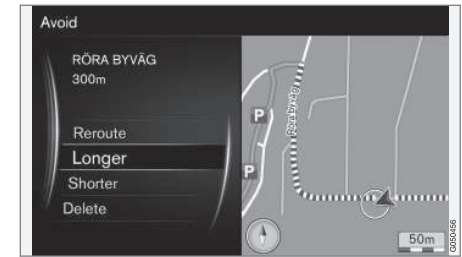 Avoid
RÖRA BYVÄG
300m
Reroute
Longer
Shorter
Delete
P
Röra byväg
P
50m
G050456